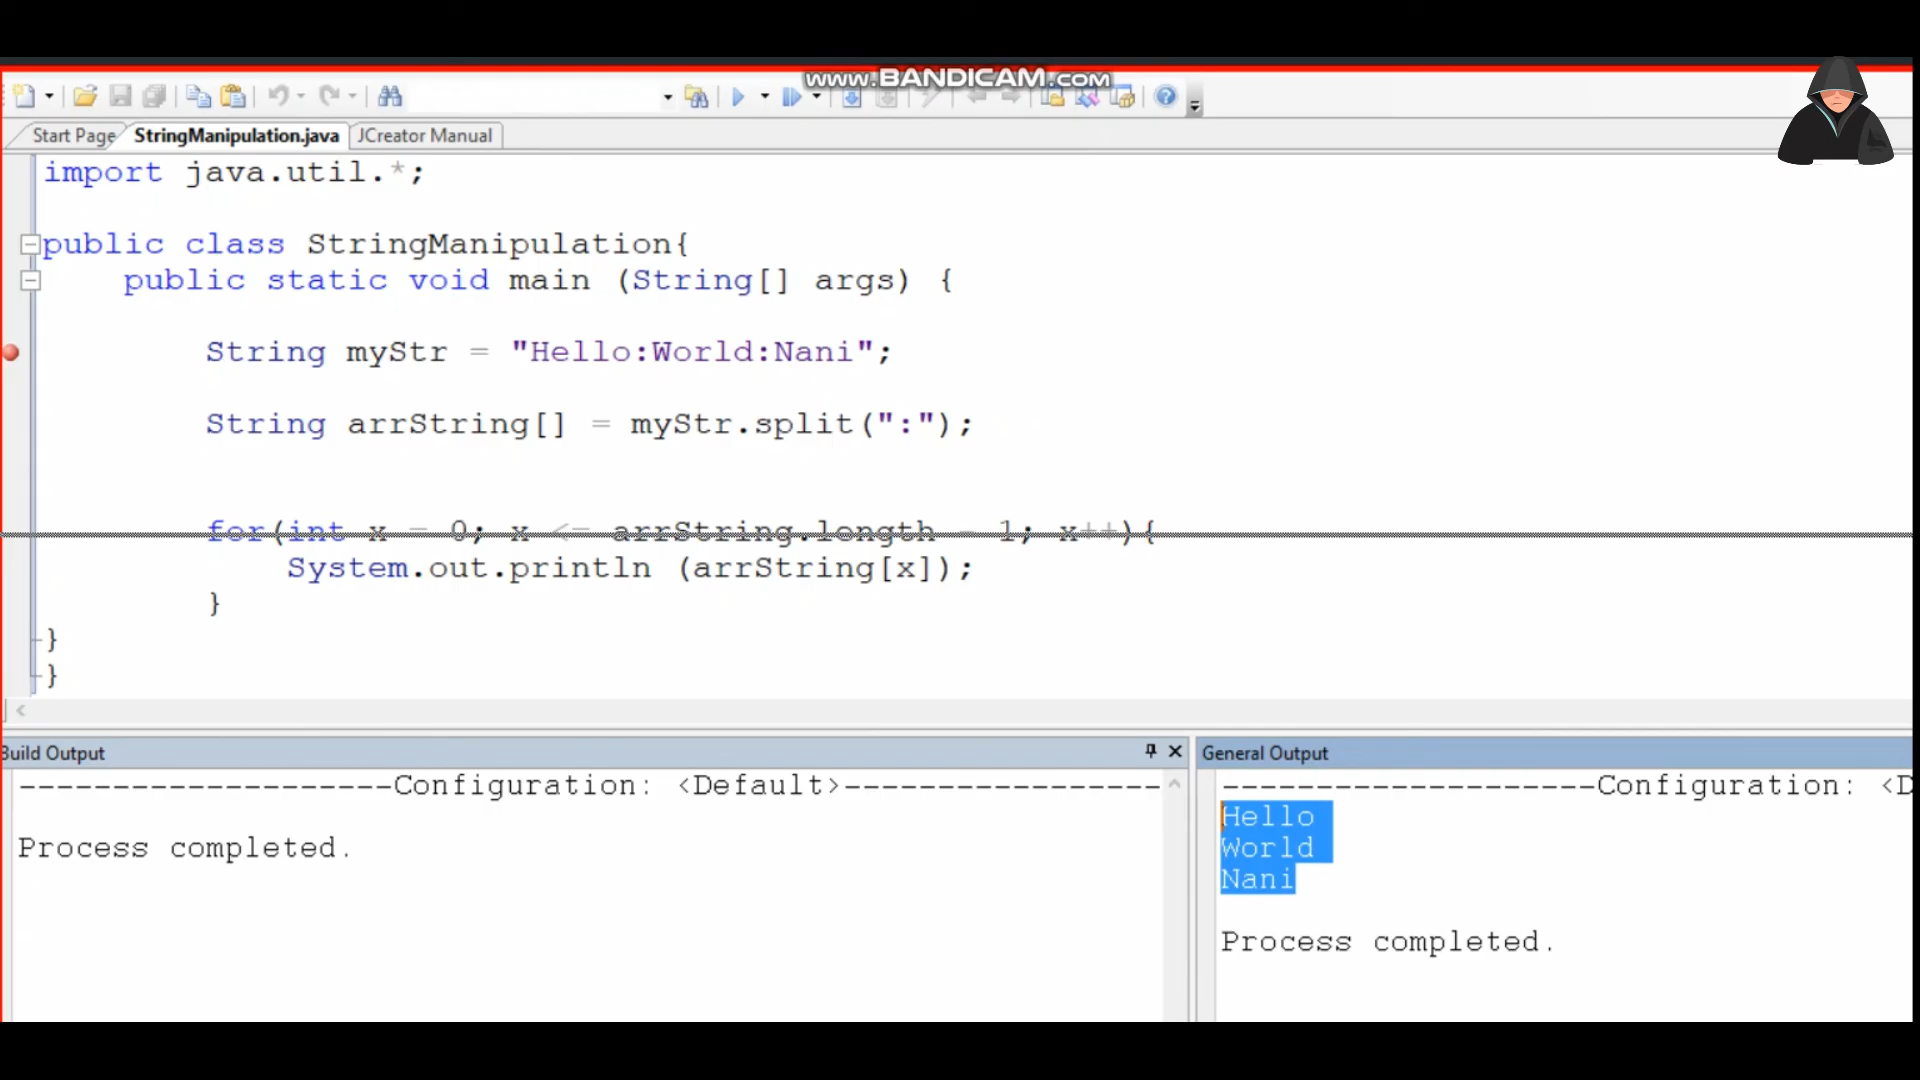 www.BANDICAM.com
Start Page StringManipulation.java JCreator Manual
import java.util.*;
public class StringManipulation{
public static void main (String[] args) {
String myStr = "Hello:World:Nani";
String arrString[] = myStr.split(":");
for(int x = 0; x <= arrString.length - 1; x++){
System.out.println (arrString[x]);
}
}
}
Build Output
--------------------Configuration: <Default>-----------------
Process completed.
General Output
--------------------Configuration: <D
Hello
World
Nani
Process completed.